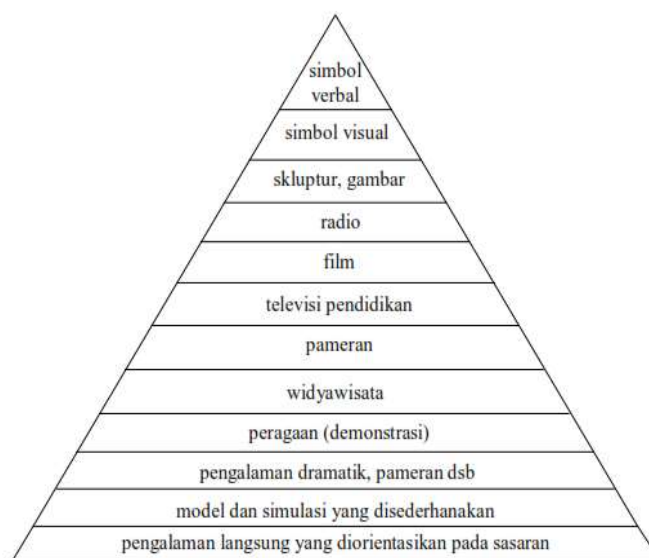 simbol
verbal
simbol visual
skluptur, gambar
radio
film
televisi pendidikan
pameran
widyawisata
peragaan (demonstrasi)
pengalaman dramatik, pameran dsb
model dan simulasi yang disederhanakan
pengalaman langsung yang diorientasikan pada sasaran